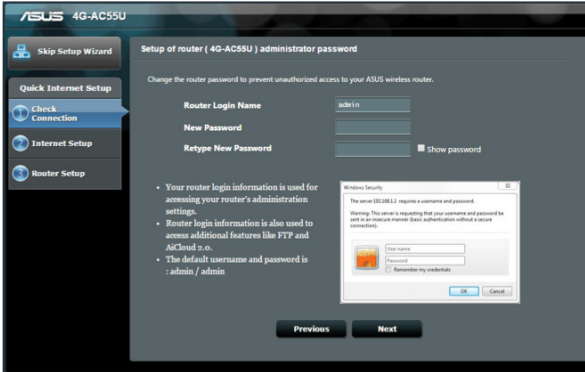 ASUS 4G-AC55U
Skip Setup Wizard
Quick Internet Setup
1 Check
Connection
2 Internet Setup
3 Router Setup
Setup of router ( 4G-AC55U ) administrator password
Change the router password to prevent unauthorized access to your ASUS wireless router.
Router Login Name admin
New Password
Retype New Password Show password
• Your router login information is used for
accessing your router's administration
settings.
• Router login information is also used to
access additional features like FTP and
AiCloud 2.0.
• The default username and password is
: admin / admin
Windows Security
The server 192.168.1.1 requires a username and password.
Warning: This server is requesting that your username and password be
sent in an insecure manner (basic authentication without a secure
connection).
User name
Password
Remember my credentials
OK Cancel
Previous Next